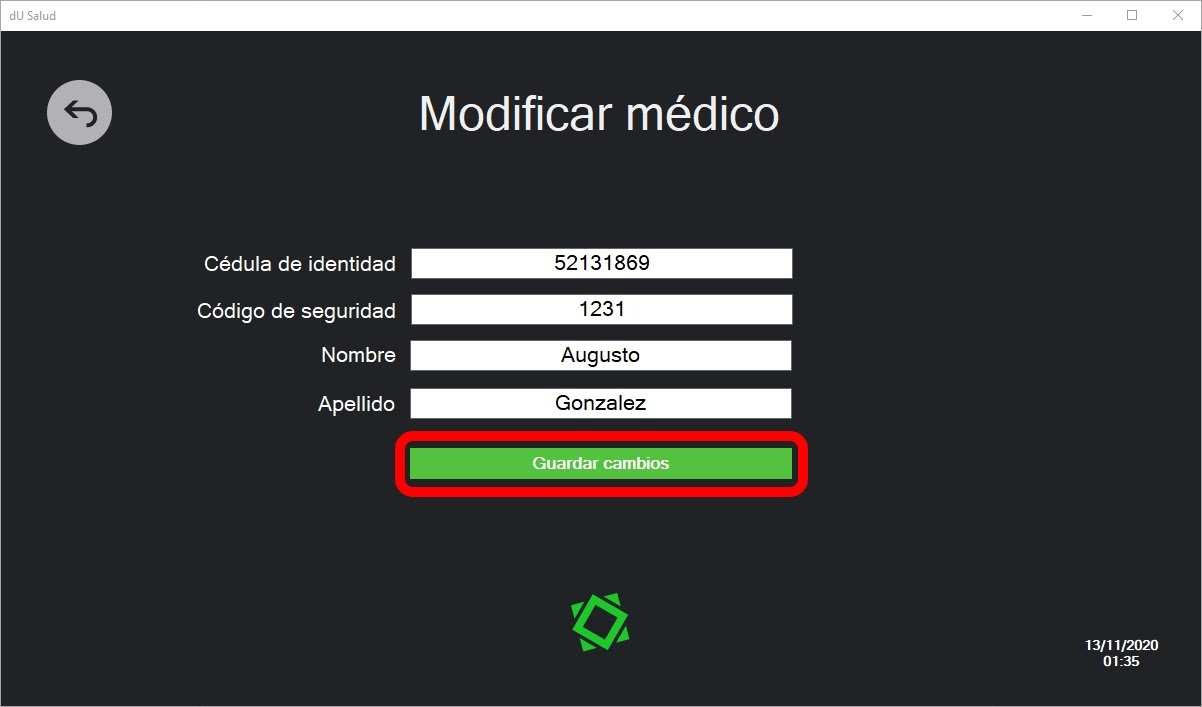 dU Salud
Modificar médico
Cédula de identidad 52131869
Código de seguridad 1231
Nombre Augusto
Apellido Gonzalez
Guardar cambios
13/11/2020
01:35